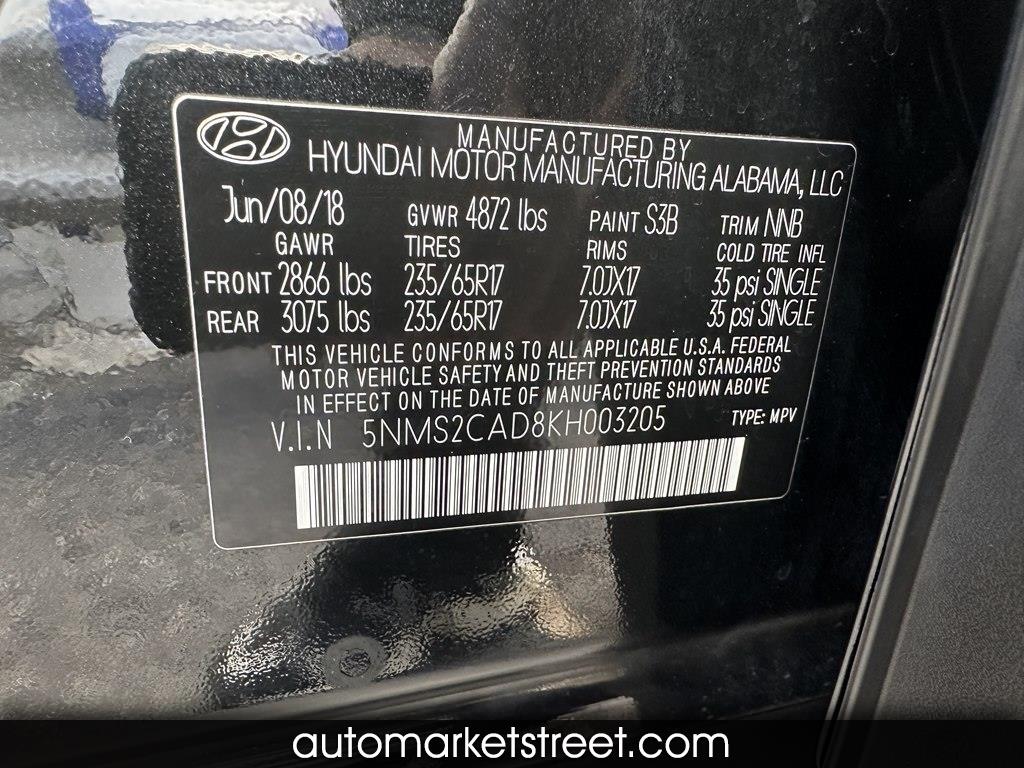 MANUFACTURED BY
HYUNDAI MOTOR MANUFACTURING ALABAMA, LLC
Jun/08/18 GVWR 4872 lbs PAINT S3B TRIM NNB
GAWR TIRES RIMS COLD TIRE INFL
FRONT 2866 lbs 235/65R17 7.0JX17 35 psi SINGLE
REAR 3075 lbs 235/65R17 7.0JX17 35 psi SINGLE
THIS VEHICLE CONFORMS TO ALL APPLICABLE U.S.A. FEDERAL
MOTOR VEHICLE SAFETY AND THEFT PREVENTION STANDARDS
IN EFFECT ON THE DATE OF MANUFACTURE SHOWN ABOVE
V.I.N 5NMS2CAD8KH003205 TYPE: MPV
automarketstreet.com